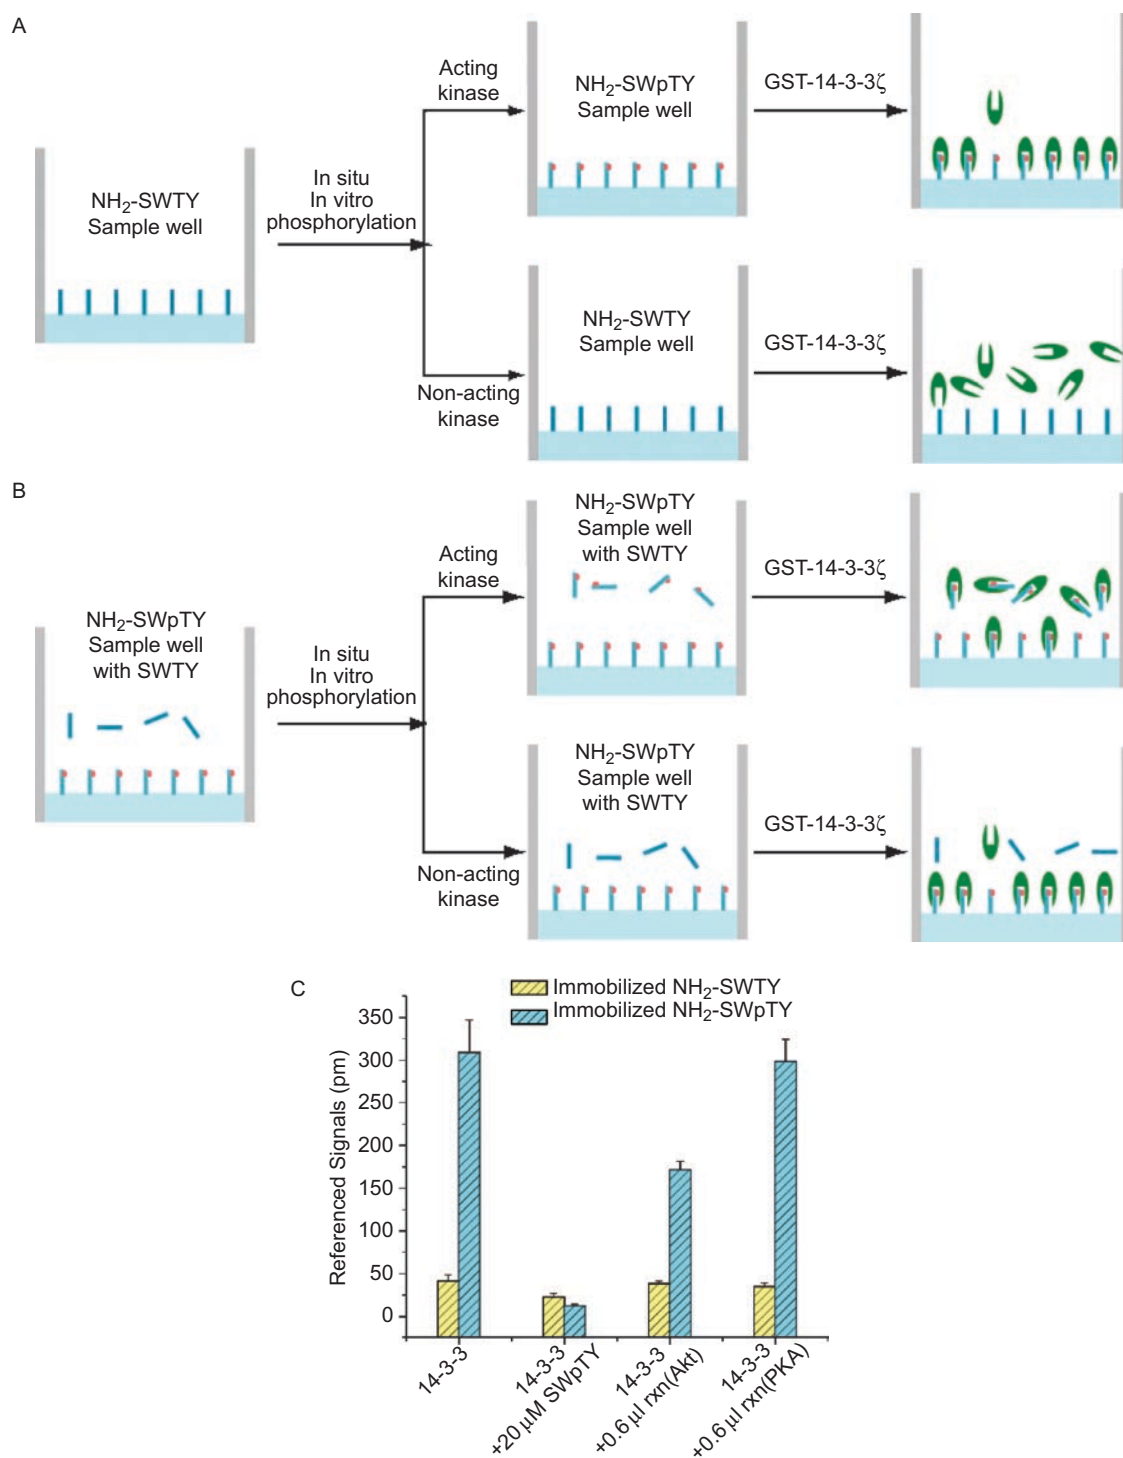 A
NH₂-SWTY
Sample well
In situ
In vitro
phosphorylation
Acting
kinase
NH₂-SWpTY
Sample well
GST-14-3-3ζ
Non-acting
kinase
NH₂-SWTY
Sample well
GST-14-3-3ζ
B
NH₂-SWpTY
Sample well
with SWTY
In situ
In vitro
phosphorylation
Acting
kinase
NH₂-SWpTY
Sample well
with SWTY
GST-14-3-3ζ
Non-acting
kinase
NH₂-SWpTY
Sample well
with SWTY
GST-14-3-3ζ
C
Immobilized NH₂-SWTY
Immobilized NH₂-SWpTY
Referenced Signals (pm)
350
300
250
200
150
100
50
0
14-3-3
14-3-3
+20 μM SWpTY
14-3-3
+0.6 μl rxn(Akt)
14-3-3
+0.6 μl rxn(PKA)